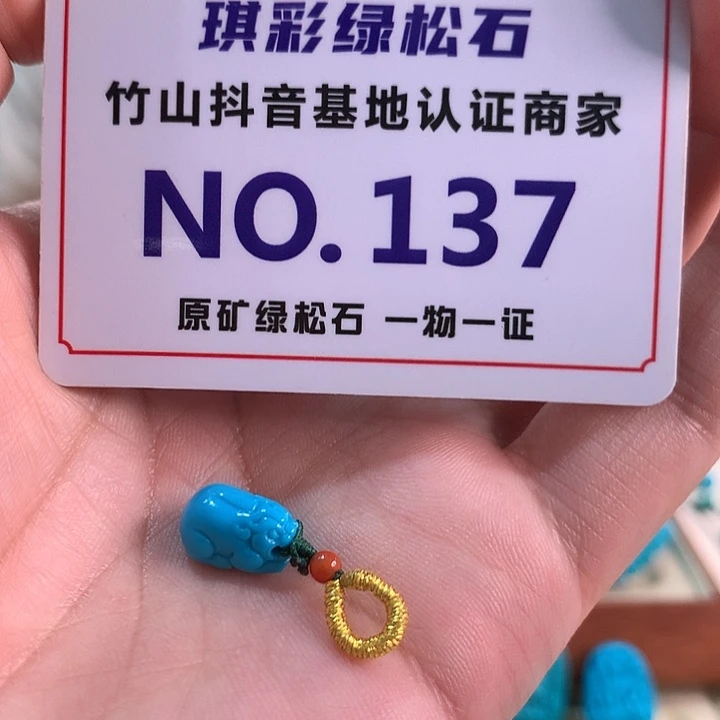 琪彩绿松石
竹山抖音基地认证商家
NO.137
原矿绿松石 一物一证